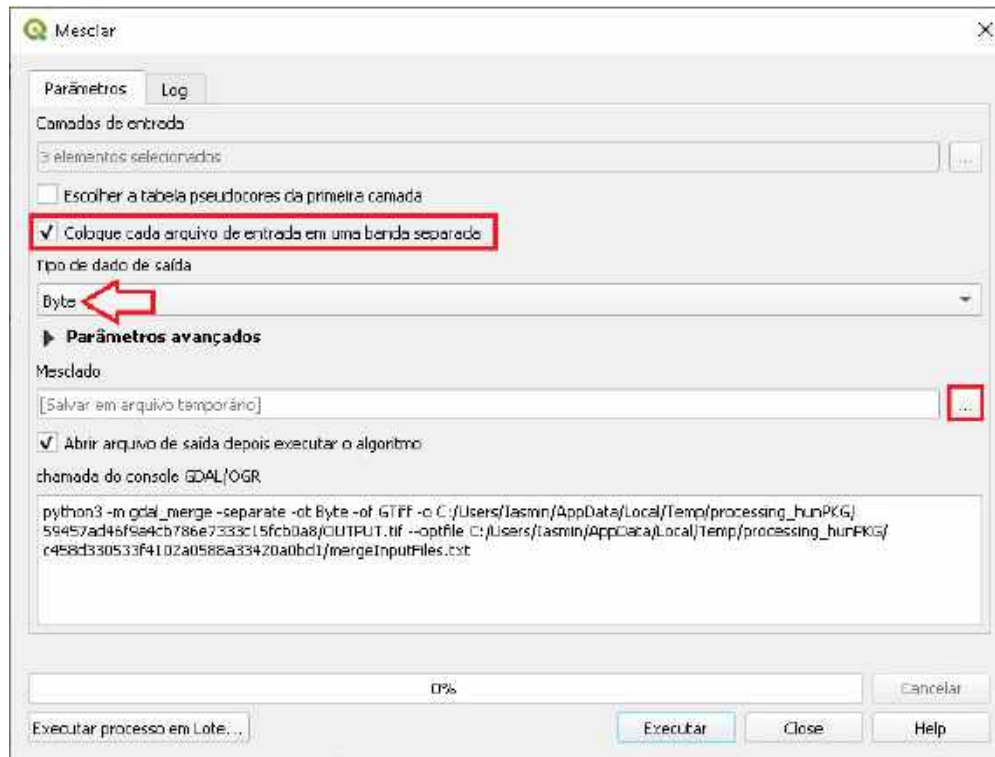 Mesclar
Parâmetros
Log
Camadas de entrada
3 elementos selecionados
...
Escolher a tabela pseudocores da primeira camada
Coloque cada arquivo de entrada em uma banda separada
Tipo de dado de saída
Byte
Parâmetros avançados
Mesclado
[Salvar em arquivo temporário]
...
Abrir arquivo de saída depois executar o algoritmo
chamada do console GDAL/OGR
python3 -m gdal_merge -separate -ot Byte -of GTiff -o C:/Users/Iasmin/AppData/Local/Temp/processing_hunPKG/
59457ad46f9a4cb786e7333c15fcb0a8/OUTPUT.tif --optfile C:/Users/Iasmin/AppData/Local/Temp/processing_hunPKG/
c458d330533f4102a0588a33420a0bd1/mergeInputFiles.txt
0%
Cancelar
Executar processo em Lote...
Executar
Close
Help